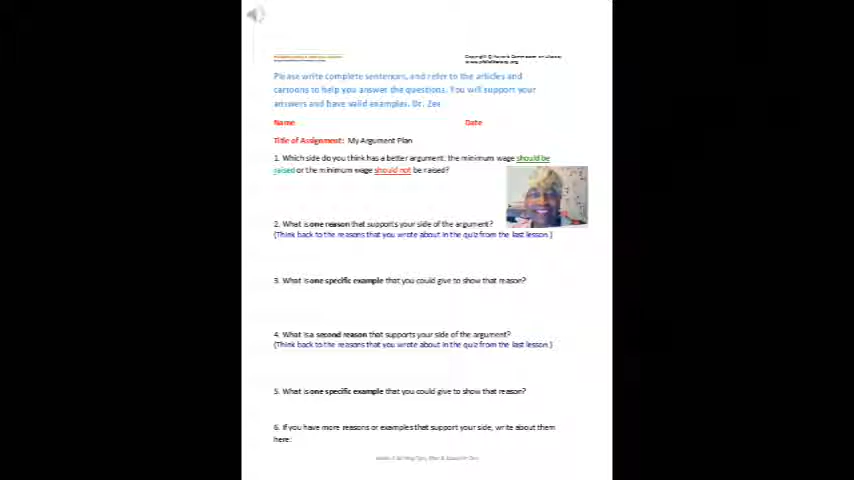 www.philaliteracy.org
Please write complete sentences, and refer to the articles and
cartoons to help you answer the questions. You will support your
answers and have valid examples. Dr. Zee
Name Date
Title of Assignment: My Argument Plan
1. Which side do you think has a better argument: the minimum wage should be
raised or the minimum wage should not be raised?
2. What is one reason that supports your side of the argument?
(Think back to the reasons that you wrote about in the quiz from the last lesson.)
3. What is one specific example that you could give to show that reason?
4. What is a second reason that supports your side of the argument?
(Think back to the reasons that you wrote about in the quiz from the last lesson.)
5. What is one specific example that you could give to show that reason?
6. If you have more reasons or examples that support your side, write about them
here: